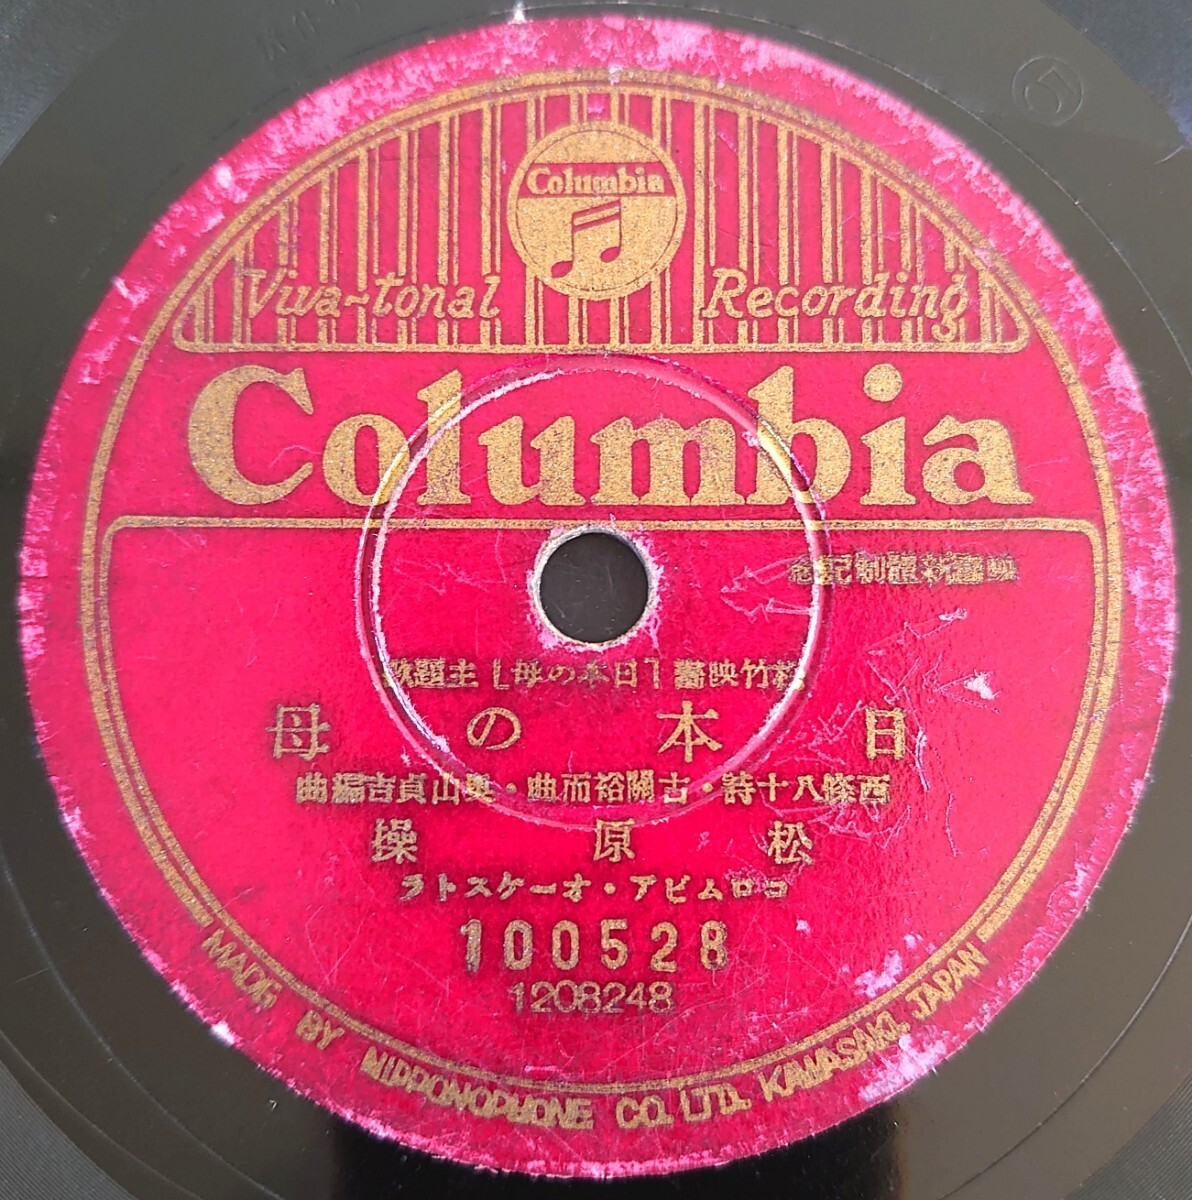 Columbia
Viva-tonal Recording
Columbia
映畫新體制記念
松竹映畫「日本の母」主題歌
日本の母
西條八十詩・古關裕而曲・奥山貞吉編曲
松原操
コロムビア・オーケストラ
100528
1208248
MADE BY NIPPONOPHONE CO. LTD. KAWASAKI, JAPAN